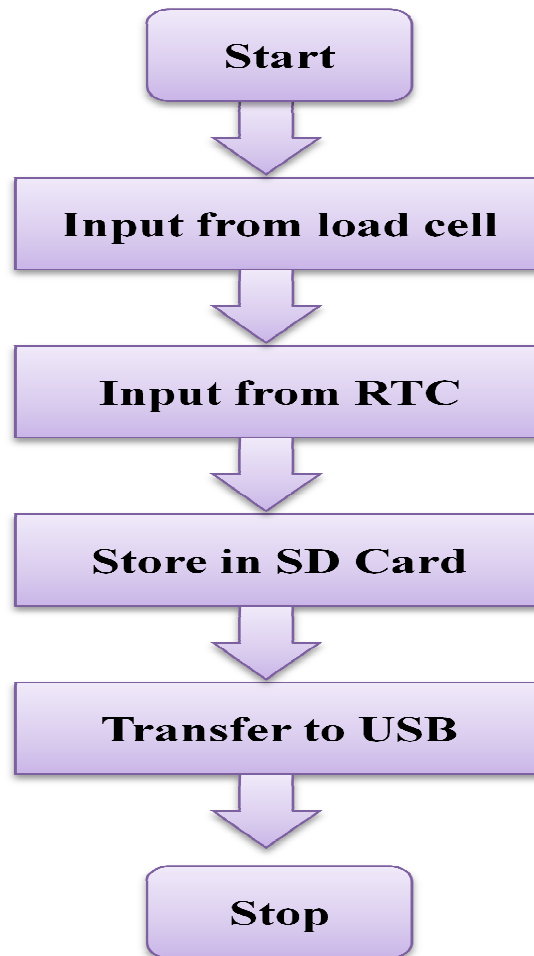 Start
Input from load cell
Input from RTC
Store in SD Card
Transfer to USB
Stop